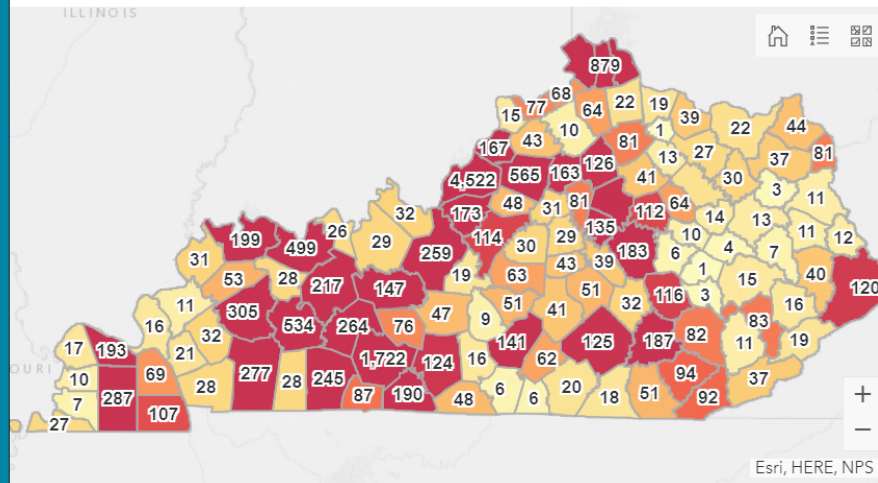 ILLINOIS
879
68
15 77 64 22 19 39
167 43 10 81 1 22 44
4,522 565 163 126 41 13 27 37 81
173 48 31 81 112 64 30 3 11
32 114 135 14 13 11 12
199 499 26 29 259 30 29 183 10 6 4 7
31 53 28 217 147 19 63 43 39 1 15 40 120
11 305 534 264 76 47 9 51 41 51 32 116 3 16
16 32 1,722 124 141 62 125 187 82 83 11 19
17 193 21 16 94 37
10 69 28 277 28 245 87 190 48 6 6 20 18 51 92
7 287 107
27
OURI
+
−
Esri, HERE, NPS